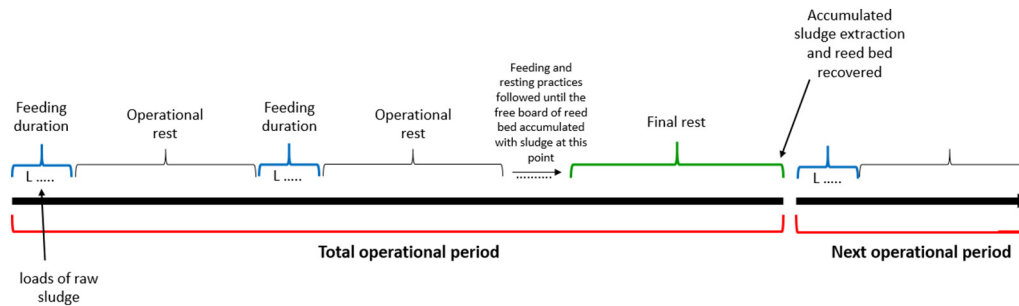 Feeding
duration
L .....
loads of raw
sludge
Operational
rest
Feeding
duration
L .....
Operational
rest
Feeding and
resting practices
followed until the
free board of reed
bed accumulated
with sludge at this
point
..........
Final rest
Accumulated
sludge extraction
and reed bed
recovered
L .....
Total operational period
Next operational period